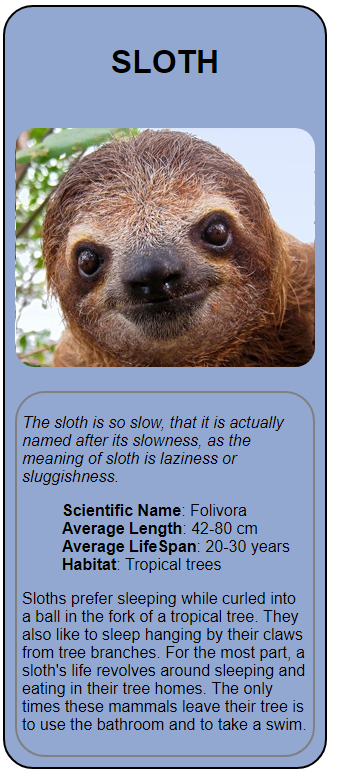 SLOTH
The sloth is so slow, that it is actually
named after its slowness, as the
meaning of sloth is laziness or
sluggishness.
Scientific Name: Folivora
Average Length: 42-80 cm
Average LifeSpan: 20-30 years
Habitat: Tropical trees
Sloths prefer sleeping while curled into
a ball in the fork of a tropical tree. They
also like to sleep hanging by their claws
from tree branches. For the most part, a
sloth's life revolves around sleeping and
eating in their tree homes. The only
times these mammals leave their tree is
to use the bathroom and to take a swim.